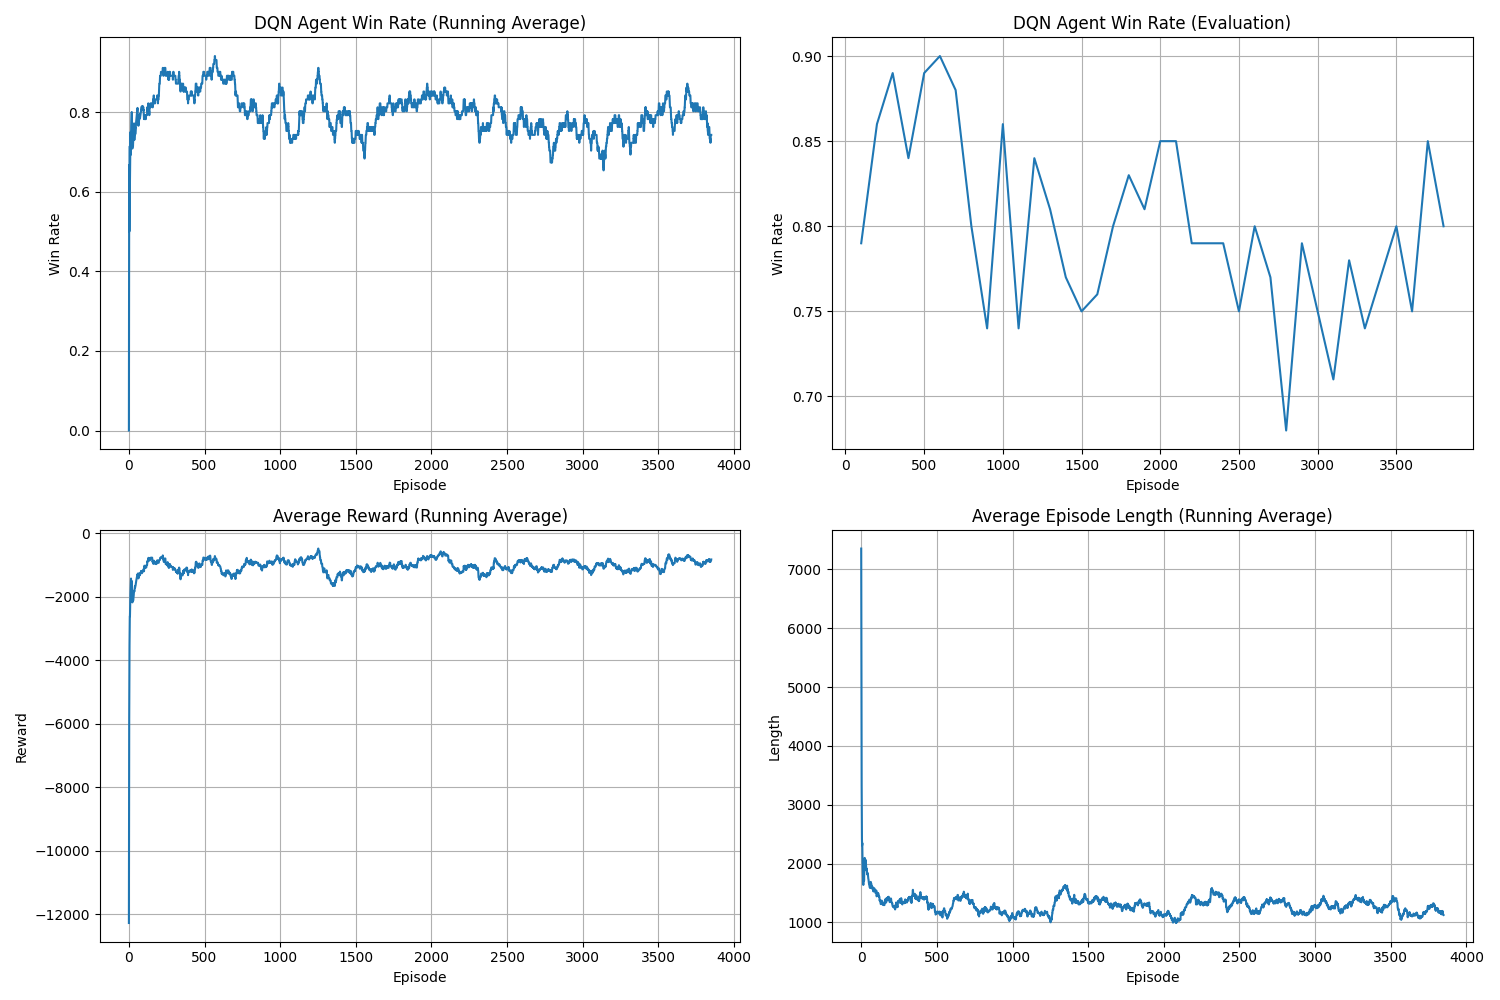 DQN Agent Win Rate (Running Average)
Win Rate
0.8
0.6
0.4
0.2
0.0
0 500 1000 1500 2000 2500 3000 3500 4000
Episode
DQN Agent Win Rate (Evaluation)
Win Rate
0.90
0.85
0.80
0.75
0.70
0 500 1000 1500 2000 2500 3000 3500
Episode
Average Reward (Running Average)
Reward
0
−2000
−4000
−6000
−8000
−10000
−12000
0 500 1000 1500 2000 2500 3000 3500 4000
Episode
Average Episode Length (Running Average)
Length
7000
6000
5000
4000
3000
2000
1000
0 500 1000 1500 2000 2500 3000 3500 4000
Episode